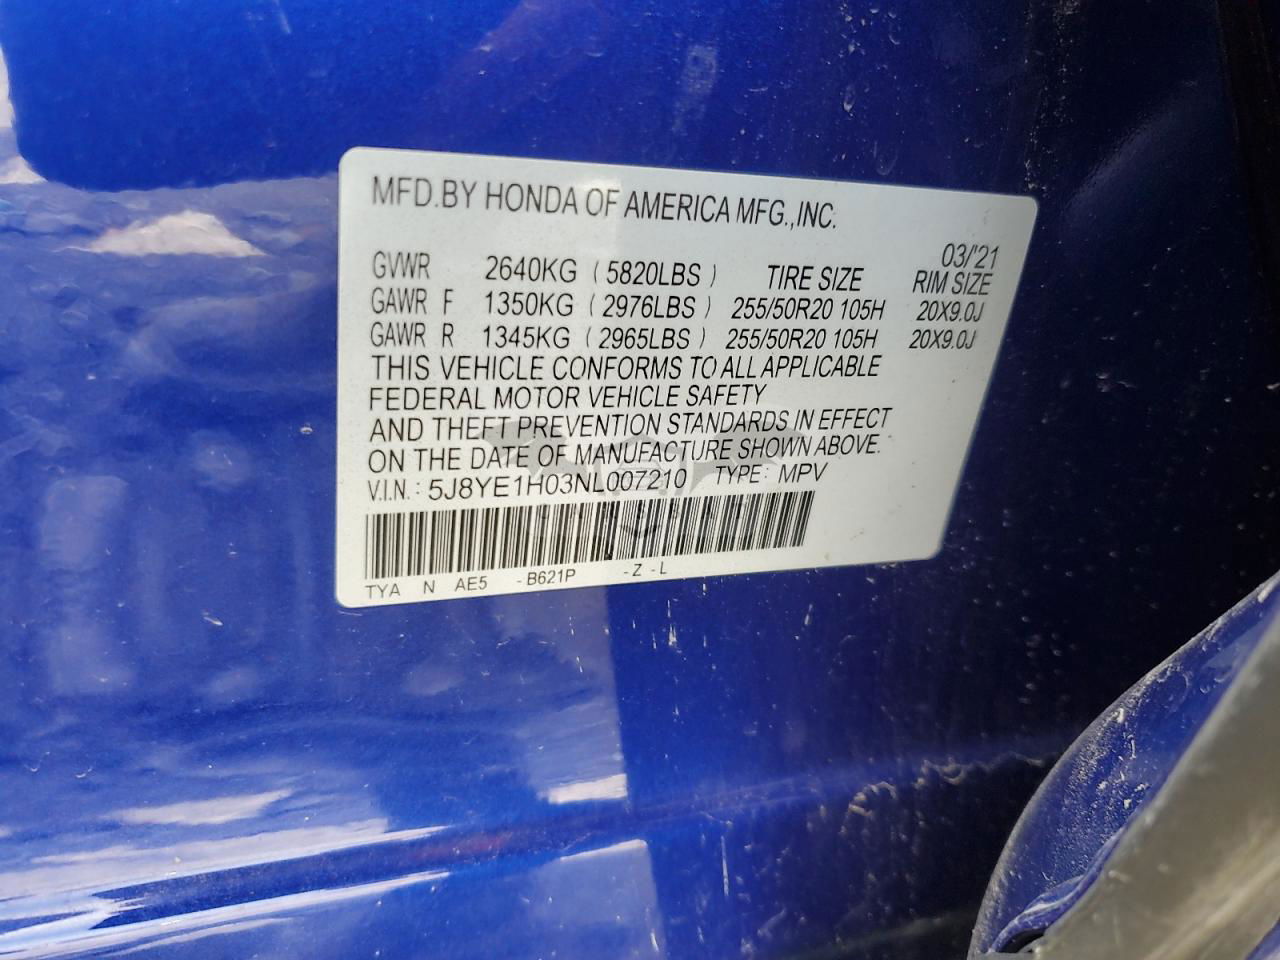 MFD.BY HONDA OF AMERICA MFG.,INC.
03/'21
GVWR 2640KG (5820LBS) TIRE SIZE RIM SIZE
GAWR F 1350KG (2976LBS) 255/50R20 105H 20X9.0J
GAWR R 1345KG (2965LBS) 255/50R20 105H 20X9.0J
THIS VEHICLE CONFORMS TO ALL APPLICABLE
FEDERAL MOTOR VEHICLE SAFETY
AND THEFT PREVENTION STANDARDS IN EFFECT
ON THE DATE OF MANUFACTURE SHOWN ABOVE.
V.I.N.: 5J8YE1H03NL007210 TYPE: MPV
TYA N AE5 -B621P -Z -L